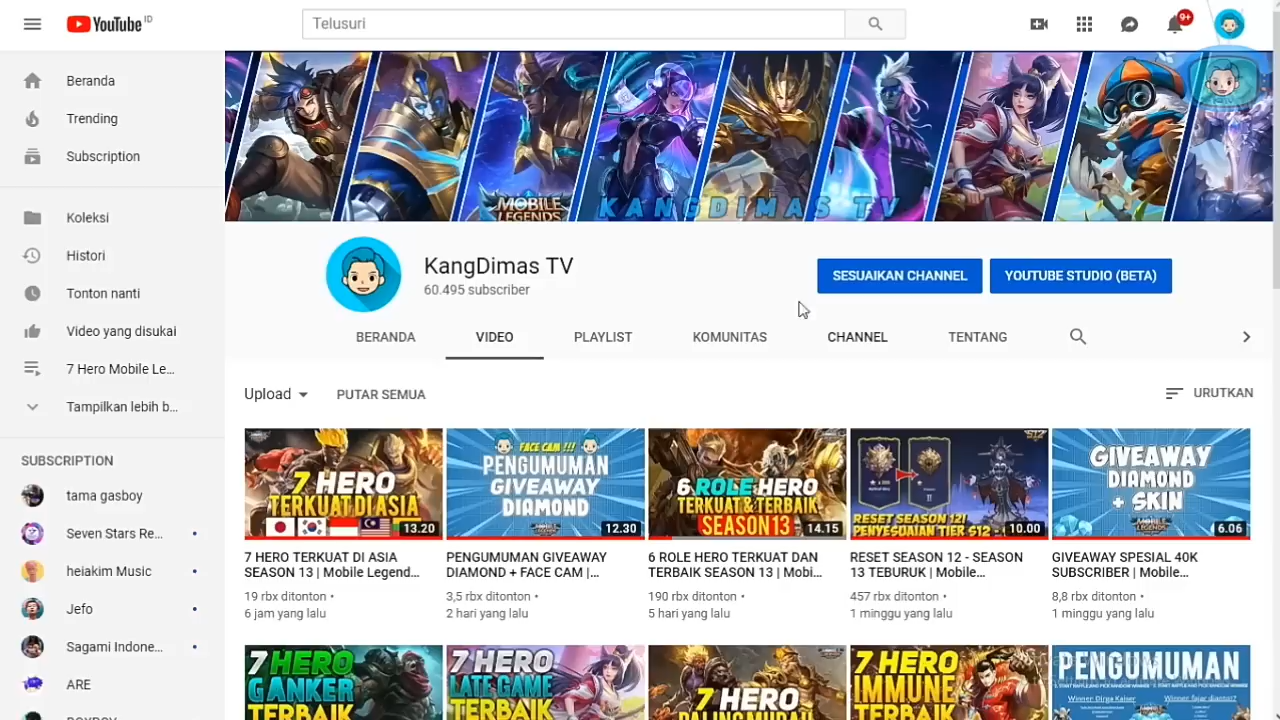 YouTube ID
Telusuri
9+
Beranda
Trending
Subscription
Koleksi
Histori
Tonton nanti
Video yang disukai
7 Hero Mobile Le...
Tampilkan lebih b...
SUBSCRIPTION
tama gasboy
Seven Stars Re...
heiakim Music
Jefo
Sagami Indone...
ARE
MOBILE
LEGENDS
KANGDIMAS TV
KangDimas TV
60.495 subscriber
SESUAIKAN CHANNEL
YOUTUBE STUDIO (BETA)
BERANDA
VIDEO
PLAYLIST
KOMUNITAS
CHANNEL
TENTANG
Upload
PUTAR SEMUA
URUTKAN
7 HERO
TERKUAT DI ASIA
13.20
7 HERO TERKUAT DI ASIA
SEASON 13 | Mobile Legend...
19 rbx ditonton •
6 jam yang lalu
FACE CAM !!!
PENGUMUMAN
GIVEAWAY
DIAMOND
12.30
PENGUMUMAN GIVEAWAY
DIAMOND + FACE CAM |...
3,5 rbx ditonton •
2 hari yang lalu
6 ROLE HERO
TERKUAT & TERBAIK
SEASON 13
14.15
6 ROLE HERO TERKUAT DAN
TERBAIK SEASON 13 | Mobi...
190 rbx ditonton •
5 hari yang lalu
RESET SEASON 12!
PENYESUAIAN TIER S12 -
10.00
RESET SEASON 12 - SEASON
13 TEBURUK | Mobile...
457 rbx ditonton •
1 minggu yang lalu
GIVEAWAY
DIAMOND
+ SKIN
6.06
GIVEAWAY SPESIAL 40K
SUBSCRIBER | Mobile...
8,8 rbx ditonton •
1 minggu yang lalu
7 HERO
GANKER
TERBAIK
7 HERO
LATE GAME
TERBAIK
7 HERO
7 HERO
IMMUNE
TERBAIK
PENGUMUMAN
Winner Dirga Kaiser